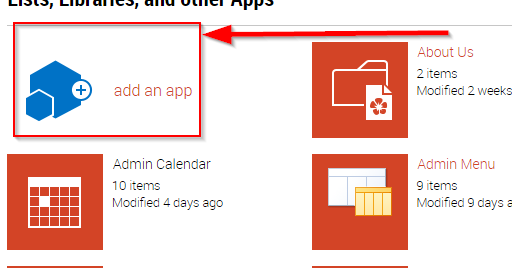 Lists, Libraries, and other Apps
add an app
About Us
2 items
Modified 2 weeks
Admin Calendar
10 items
Modified 4 days ago
Admin Menu
9 items
Modified 9 days a